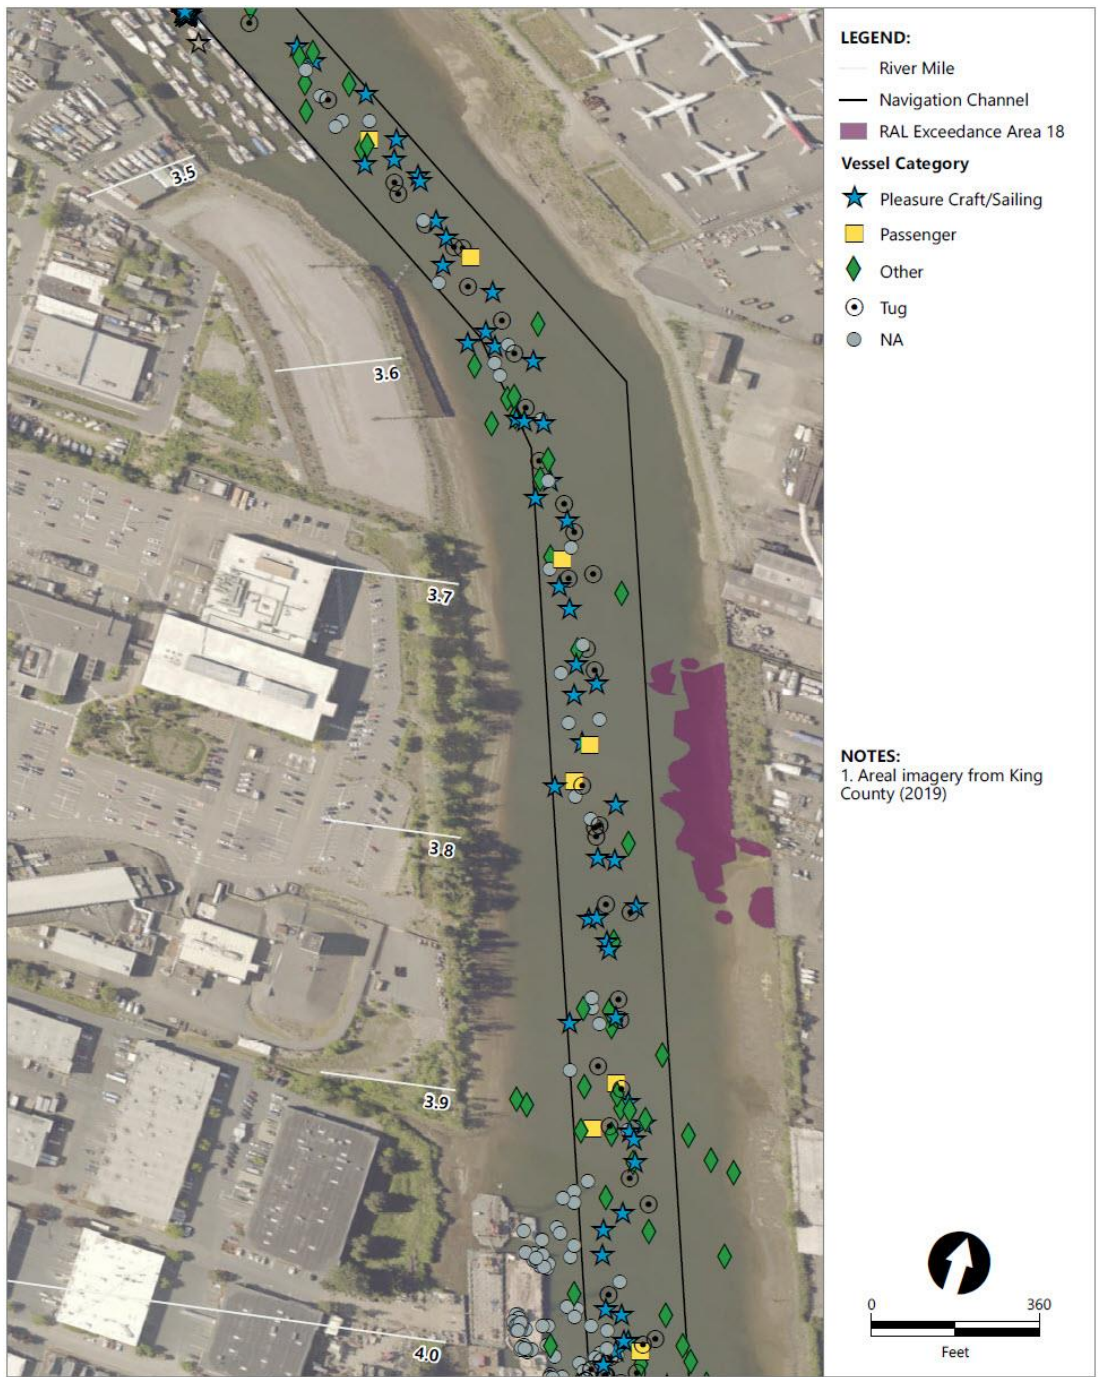 LEGEND:
River Mile
Navigation Channel
RAL Exceedance Area 18
Vessel Category
Pleasure Craft/Sailing
Passenger
Other
Tug
NA
3.5
3.6
3.7
3.8
3.9
4.0
NOTES:
1. Areal imagery from King
County (2019)
0 360
Feet